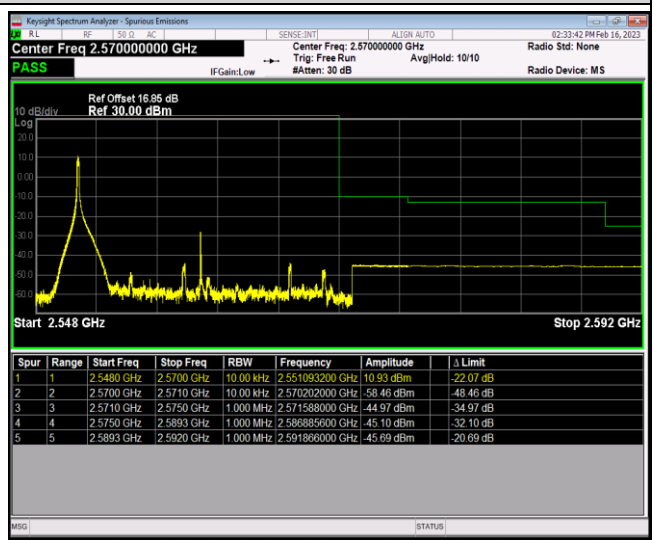 Keysight Spectrum Analyzer - Spurious Emissions
RL RF 50 Ω AC SENSE:INT ALIGN AUTO 02:33:42 PM Feb 16, 2023
Center Freq 2.570000000 GHz Center Freq: 2.570000000 GHz Radio Std: None
Trig: Free Run Avg|Hold: 10/10
PASS IFGain:Low #Atten: 30 dB Radio Device: MS
Ref Offset 16.85 dB
10 dB/div Ref 30.00 dBm
Log
20.0
10.0
0.00
-10.0
-20.0
-30.0
-40.0
-50.0
-60.0
Start 2.548 GHz Stop 2.592 GHz
Spur Range Start Freq Stop Freq RBW Frequency Amplitude Δ Limit
1 1 2.5480 GHz 2.5700 GHz 10.00 kHz 2.551093200 GHz 10.93 dBm -22.07 dB
2 2 2.5700 GHz 2.5710 GHz 10.00 kHz 2.570202000 GHz -58.46 dBm -48.46 dB
3 3 2.5710 GHz 2.5750 GHz 1.000 MHz 2.571588000 GHz -44.97 dBm -34.97 dB
4 4 2.5750 GHz 2.5893 GHz 1.000 MHz 2.586885600 GHz -45.10 dBm -32.10 dB
5 5 2.5893 GHz 2.5920 GHz 1.000 MHz 2.591866000 GHz -45.69 dBm -20.69 dB
MSG STATUS